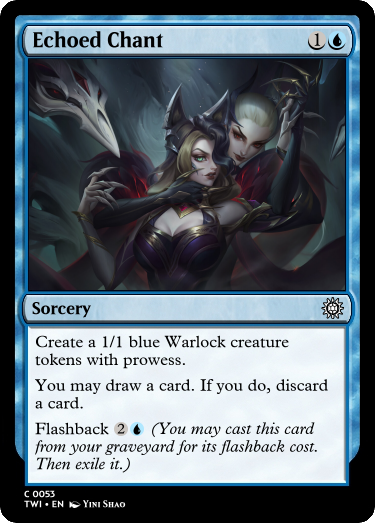 Echoed Chant 1
Sorcery
Create a 1/1 blue Warlock creature
tokens with prowess.
You may draw a card. If you do, discard
a card.
Flashback 2 (You may cast this card
from your graveyard for its flashback cost.
Then exile it.)
C 0053
TWI • EN Yini Shao